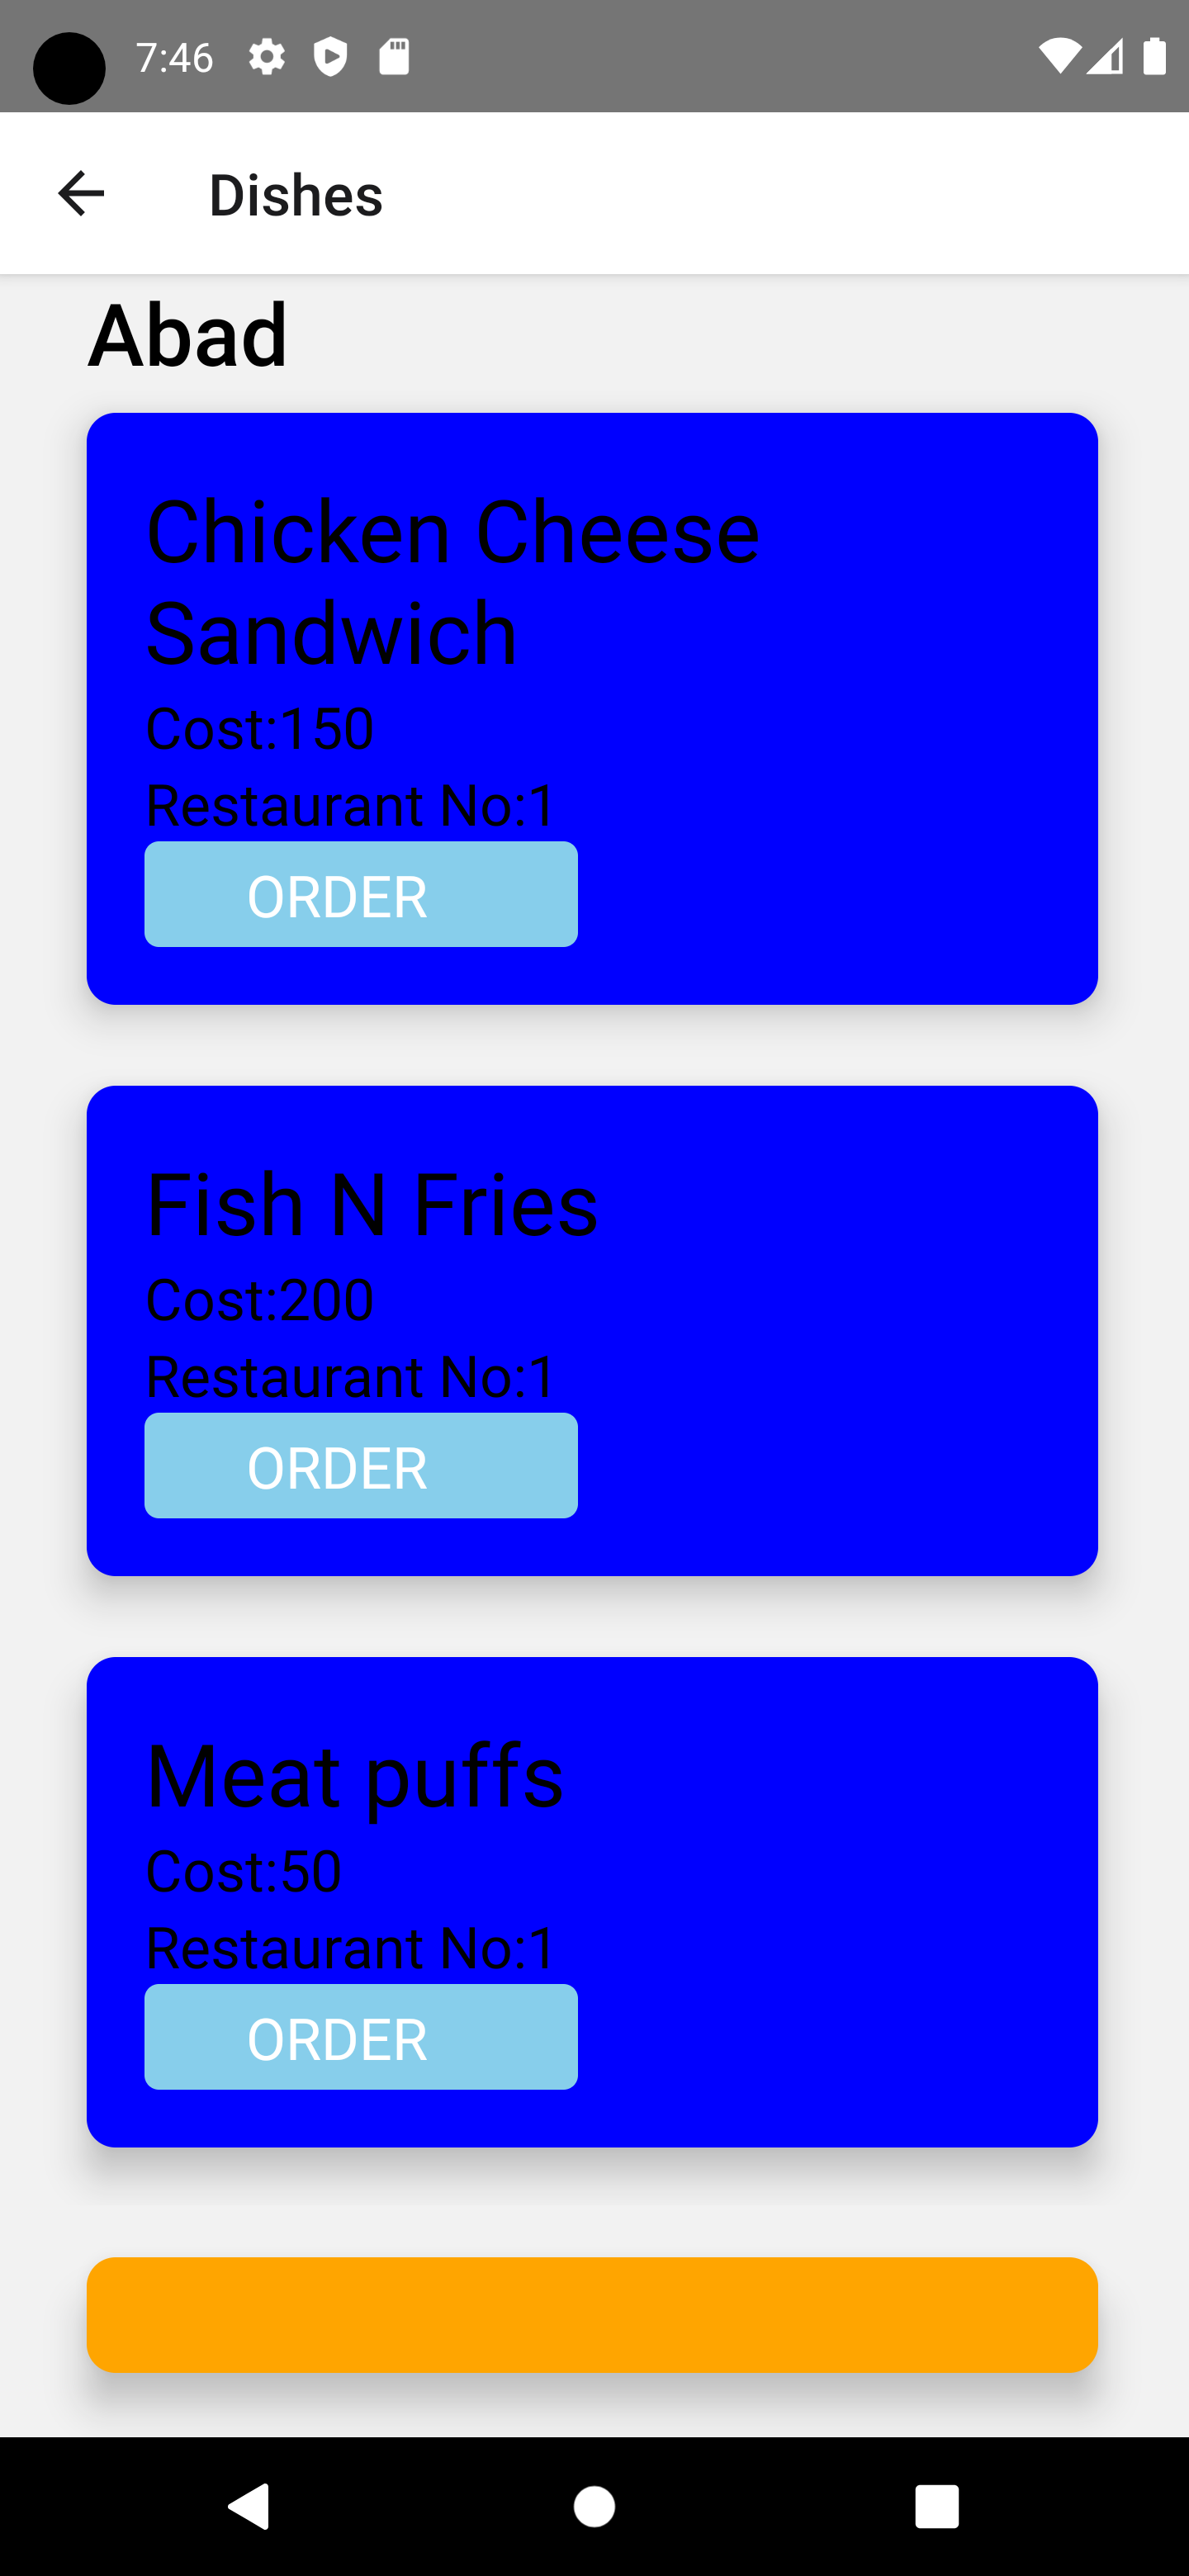 7:46
Dishes
Abad
Chicken Cheese
Sandwich
Cost:150
Restaurant No:1
ORDER
Fish N Fries
Cost:200
Restaurant No:1
ORDER
Meat puffs
Cost:50
Restaurant No:1
ORDER